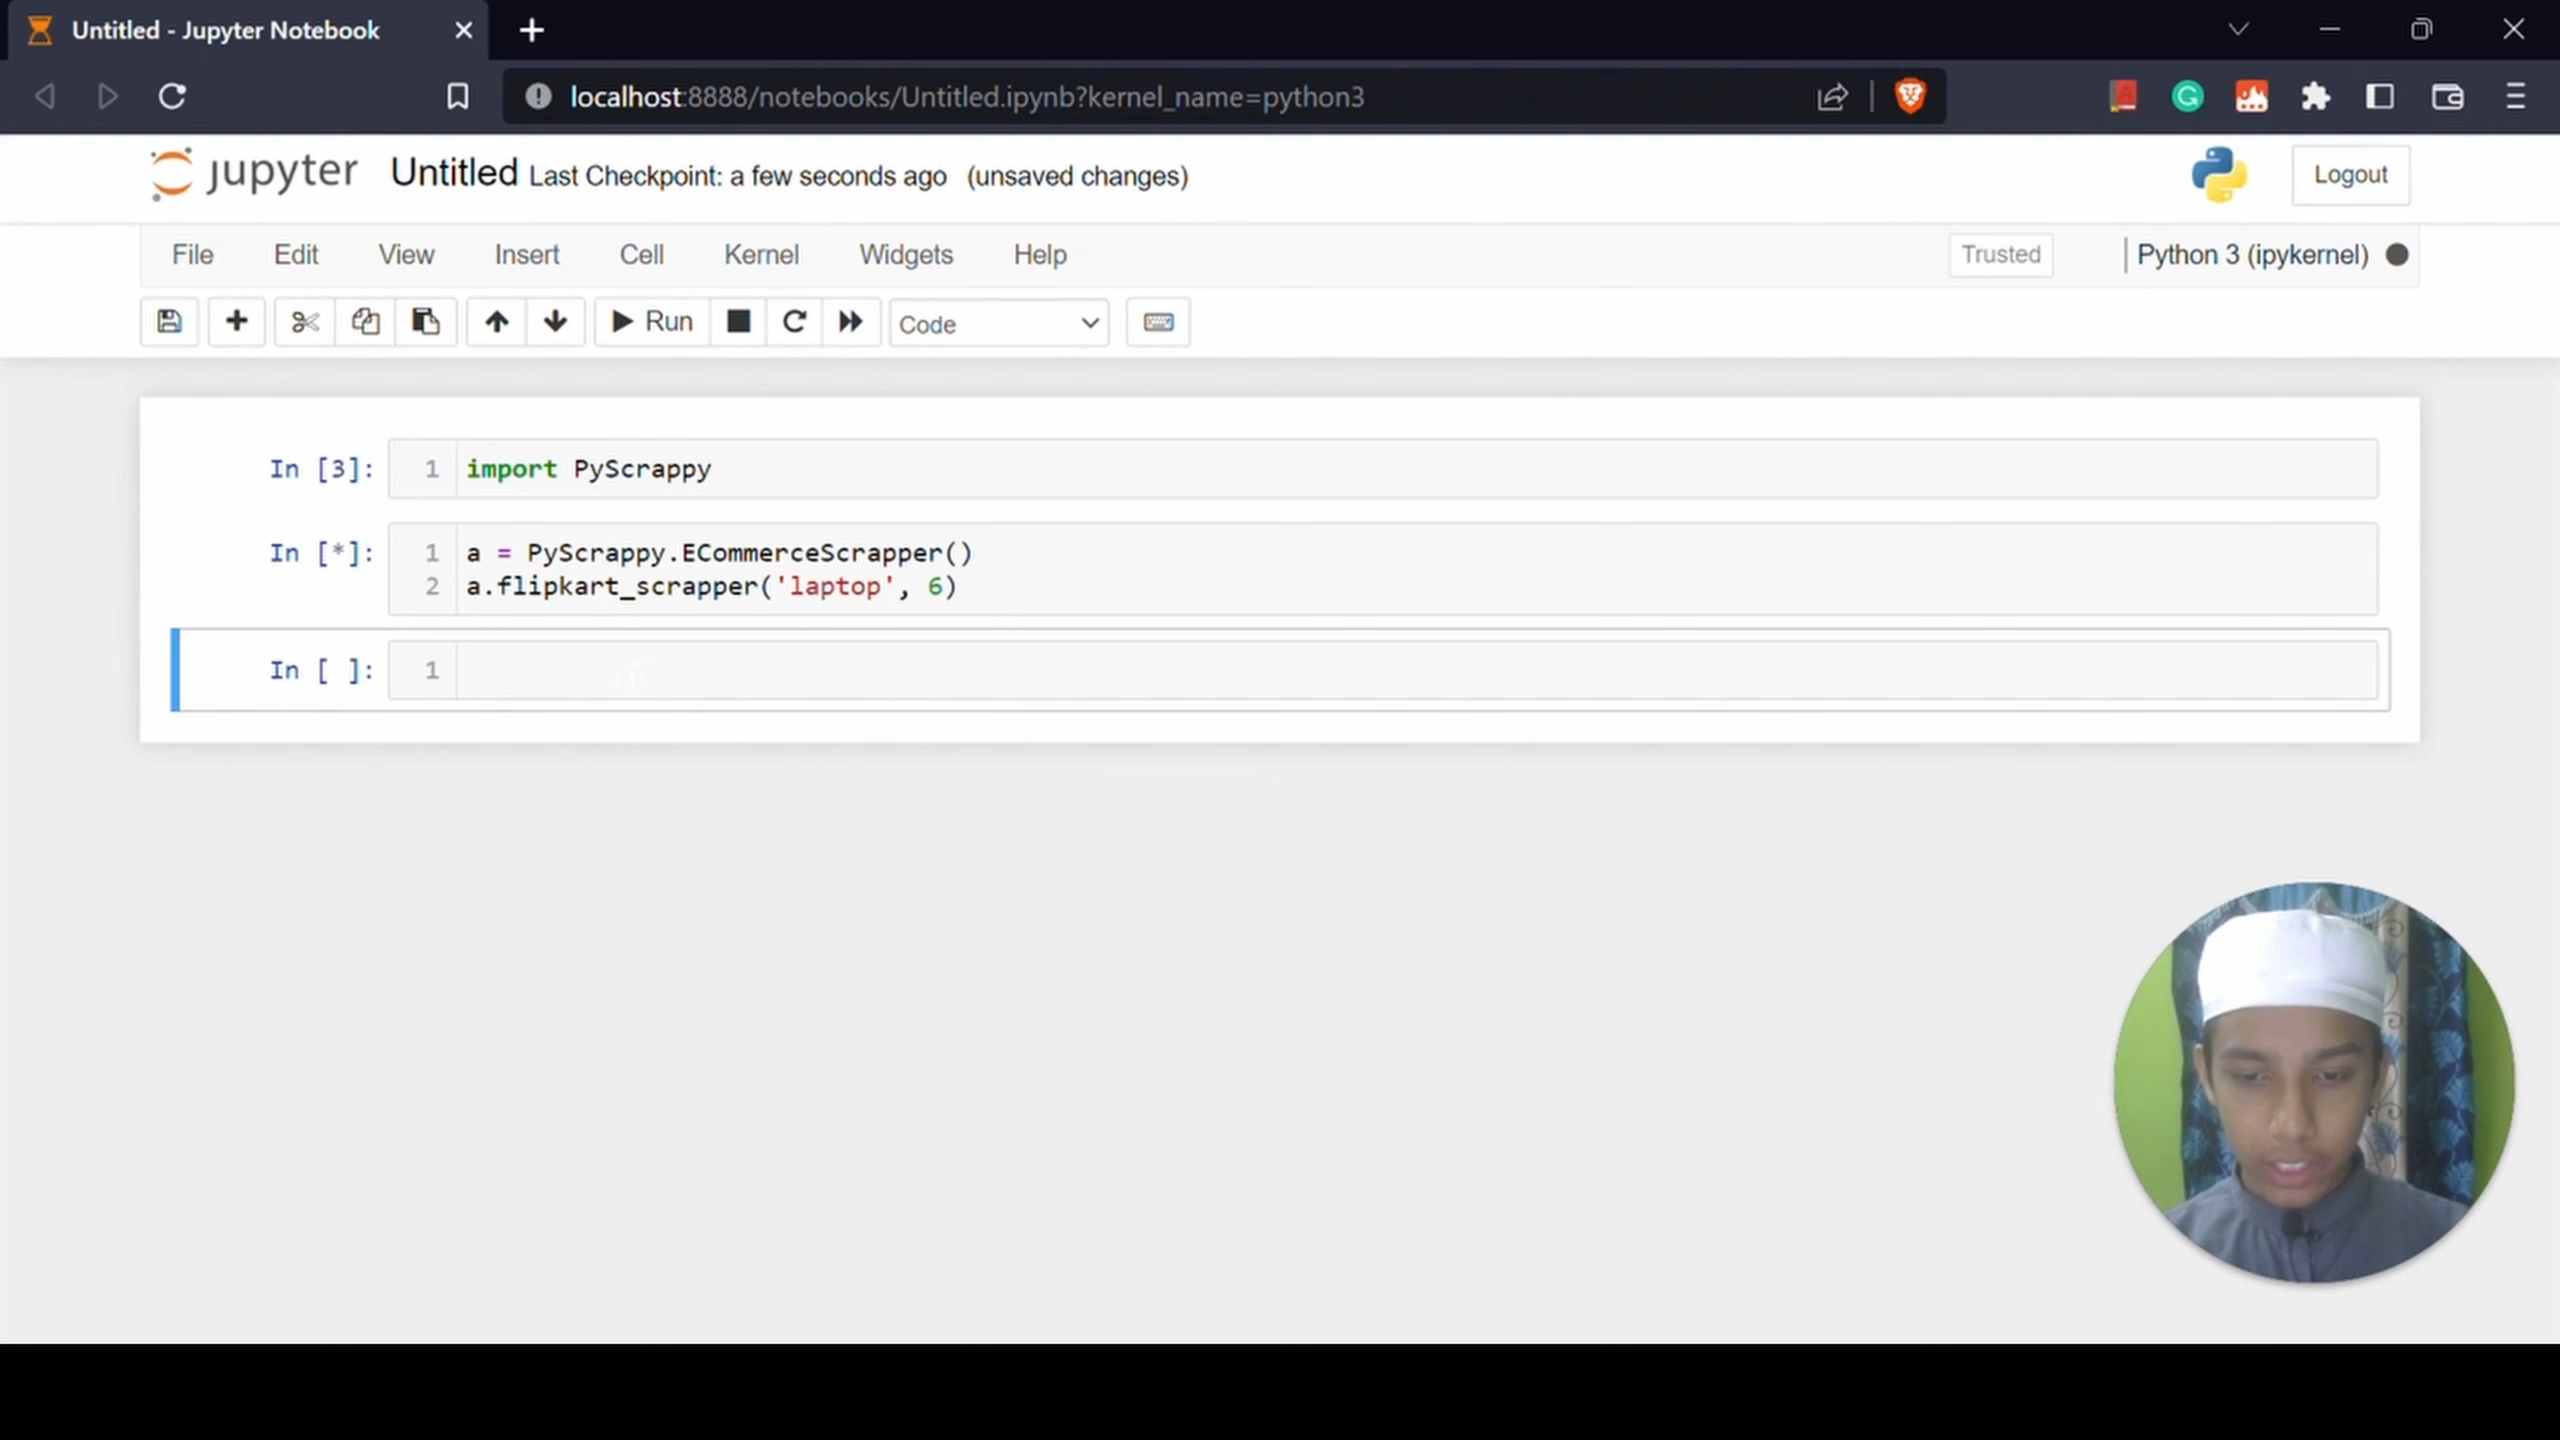 Untitled - Jupyter Notebook
localhost:8888/notebooks/Untitled.ipynb?kernel_name=python3
jupyter Untitled Last Checkpoint: a few seconds ago (unsaved changes) Logout
File Edit View Insert Cell Kernel Widgets Help Trusted Python 3 (ipykernel)
Run Code
In [3]: 1 import PyScrappy
In [*]: 1 a = PyScrappy.ECommerceScrapper()
2 a.flipkart_scrapper('laptop', 6)
In [ ]: 1